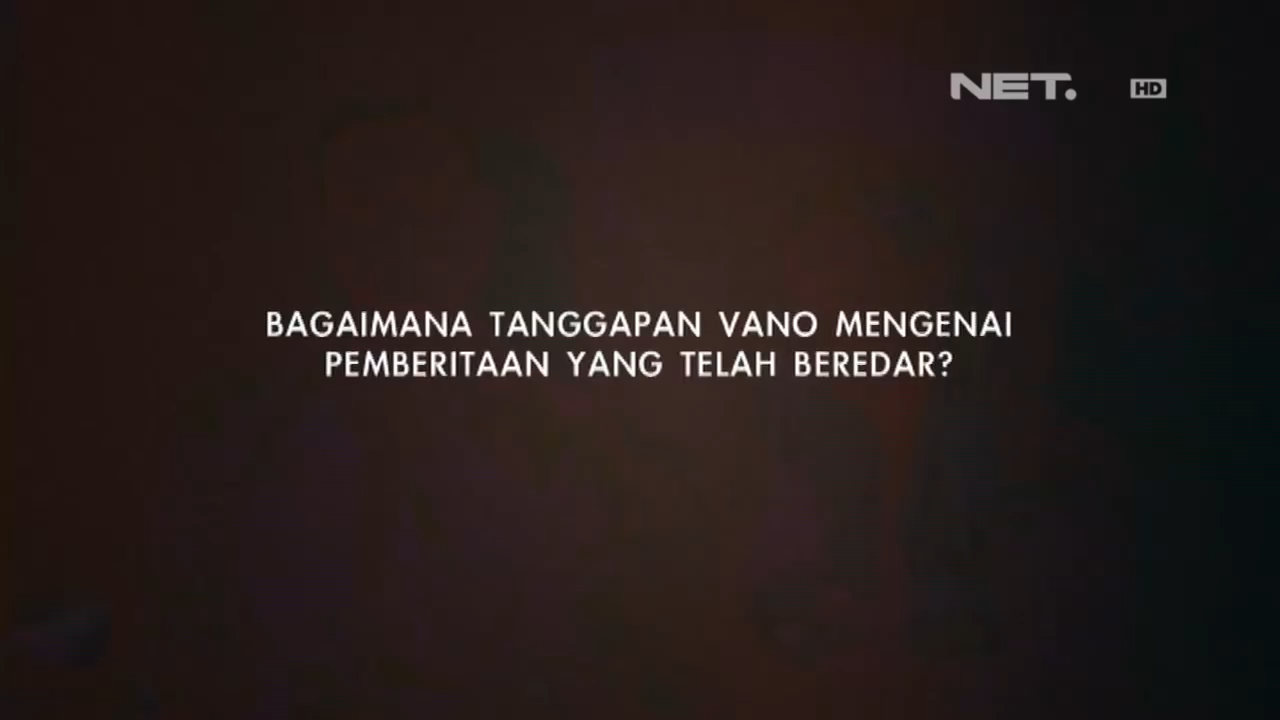 NET. HD
BAGAIMANA TANGGAPAN VANO MENGENAI
PEMBERITAAN YANG TELAH BEREDAR?